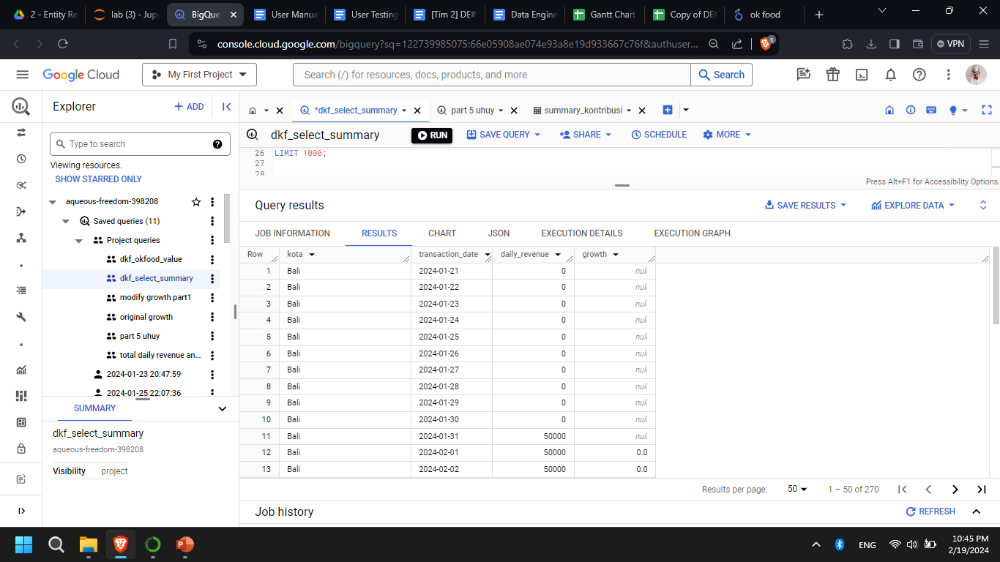 2 - Entity Re
lab (3) - Jup
BigQue
User Manua
User Testing
[Tim 2] DE#
Data Engine
Gantt Chart
Copy of DE#
ok food
console.cloud.google.com/bigquery?sq=122739985075:66e05908ae074e93a8e19d933667c76f&authuser...
3
VPN
Google Cloud
My First Project
Search (/) for resources, docs, products, and more
Search
Explorer
+ ADD
*dkf_select_summary
part 5 uhuy
summary_kontribusi
dkf_select_summary
RUN
SAVE QUERY
SHARE
SCHEDULE
MORE
Type to search
Viewing resources.
SHOW STARRED ONLY
26 LIMIT 1000;
27
28
Press Alt+F1 for Accessibility Options.
aqueous-freedom-398208
Saved queries (11)
Project queries
dkf_okfood_value
dkf_select_summary
modify growth part1
original growth
part 5 uhuy
total daily revenue an...
2024-01-23 20:47:59
2024-01-25 22:07:36
SUMMARY
dkf_select_summary
aqueous-freedom-398208
Visibility project
Query results
SAVE RESULTS
EXPLORE DATA
JOB INFORMATION
RESULTS
CHART
JSON
EXECUTION DETAILS
EXECUTION GRAPH
Row kota transaction_date daily_revenue growth
1 Bali 2024-01-21 0 null
2 Bali 2024-01-22 0 null
3 Bali 2024-01-23 0 null
4 Bali 2024-01-24 0 null
5 Bali 2024-01-25 0 null
6 Bali 2024-01-26 0 null
7 Bali 2024-01-27 0 null
8 Bali 2024-01-28 0 null
9 Bali 2024-01-29 0 null
10 Bali 2024-01-30 0 null
11 Bali 2024-01-31 50000 null
12 Bali 2024-02-01 50000 0.0
13 Bali 2024-02-02 50000 0.0
Results per page: 50 1 – 50 of 270
Job history
REFRESH
ENG
10:45 PM
2/19/2024